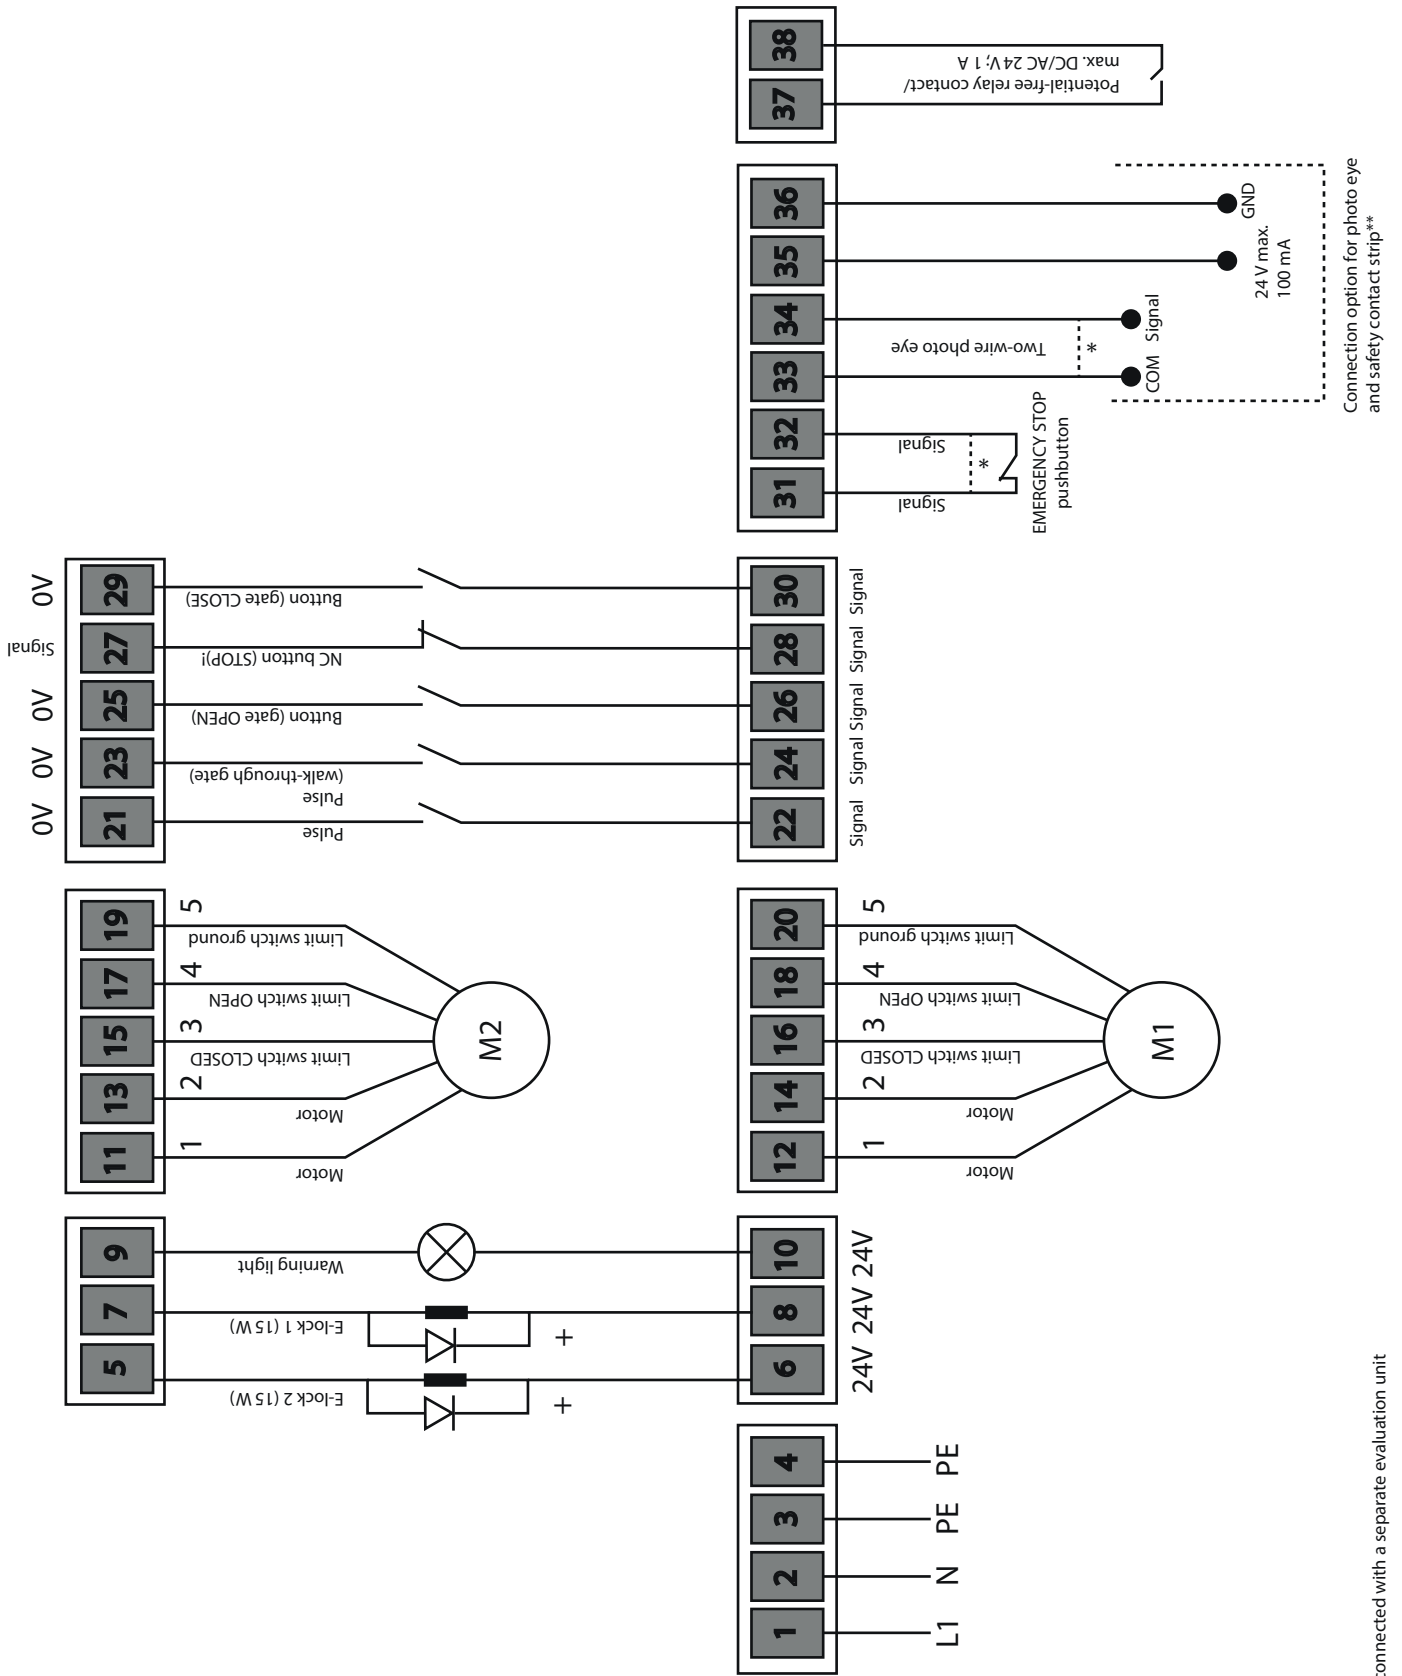 0V
0V
0V
Signal
0V
5
7
9
11
13
15
17
19
21
23
25
27
29
1
2
3
4
5
E-lock 2 (15 W)
E-lock 1 (15 W)
Warning light
Motor
Motor
Limit switch CLOSED
Limit switch OPEN
Limit switch ground
Pulse
Pulse
(walk-through gate)
Button (gate OPEN)
NC button (STOP)!
Button (gate CLOSE)
M2
+
+
1
2
3
4
6
8
10
12
14
16
18
20
22
24
26
28
30
31
32
33
34
35
36
37
38
24V 24V 24V
1
2
3
4
5
Signal
Signal
Signal
Signal
Signal
L1
N
PE
PE
Motor
Motor
Limit switch CLOSED
Limit switch OPEN
Limit switch ground
M1
Signal
Signal
*
EMERGENCY STOP
pushbutton
Two-wire photo eye
*
COM
Signal
24 V max.
100 mA
GND
Potential-free relay contact/
max. DC/AC 24 V; 1 A
Connection option for photo eye
and safety contact strip**
connected with a separate evaluation unit